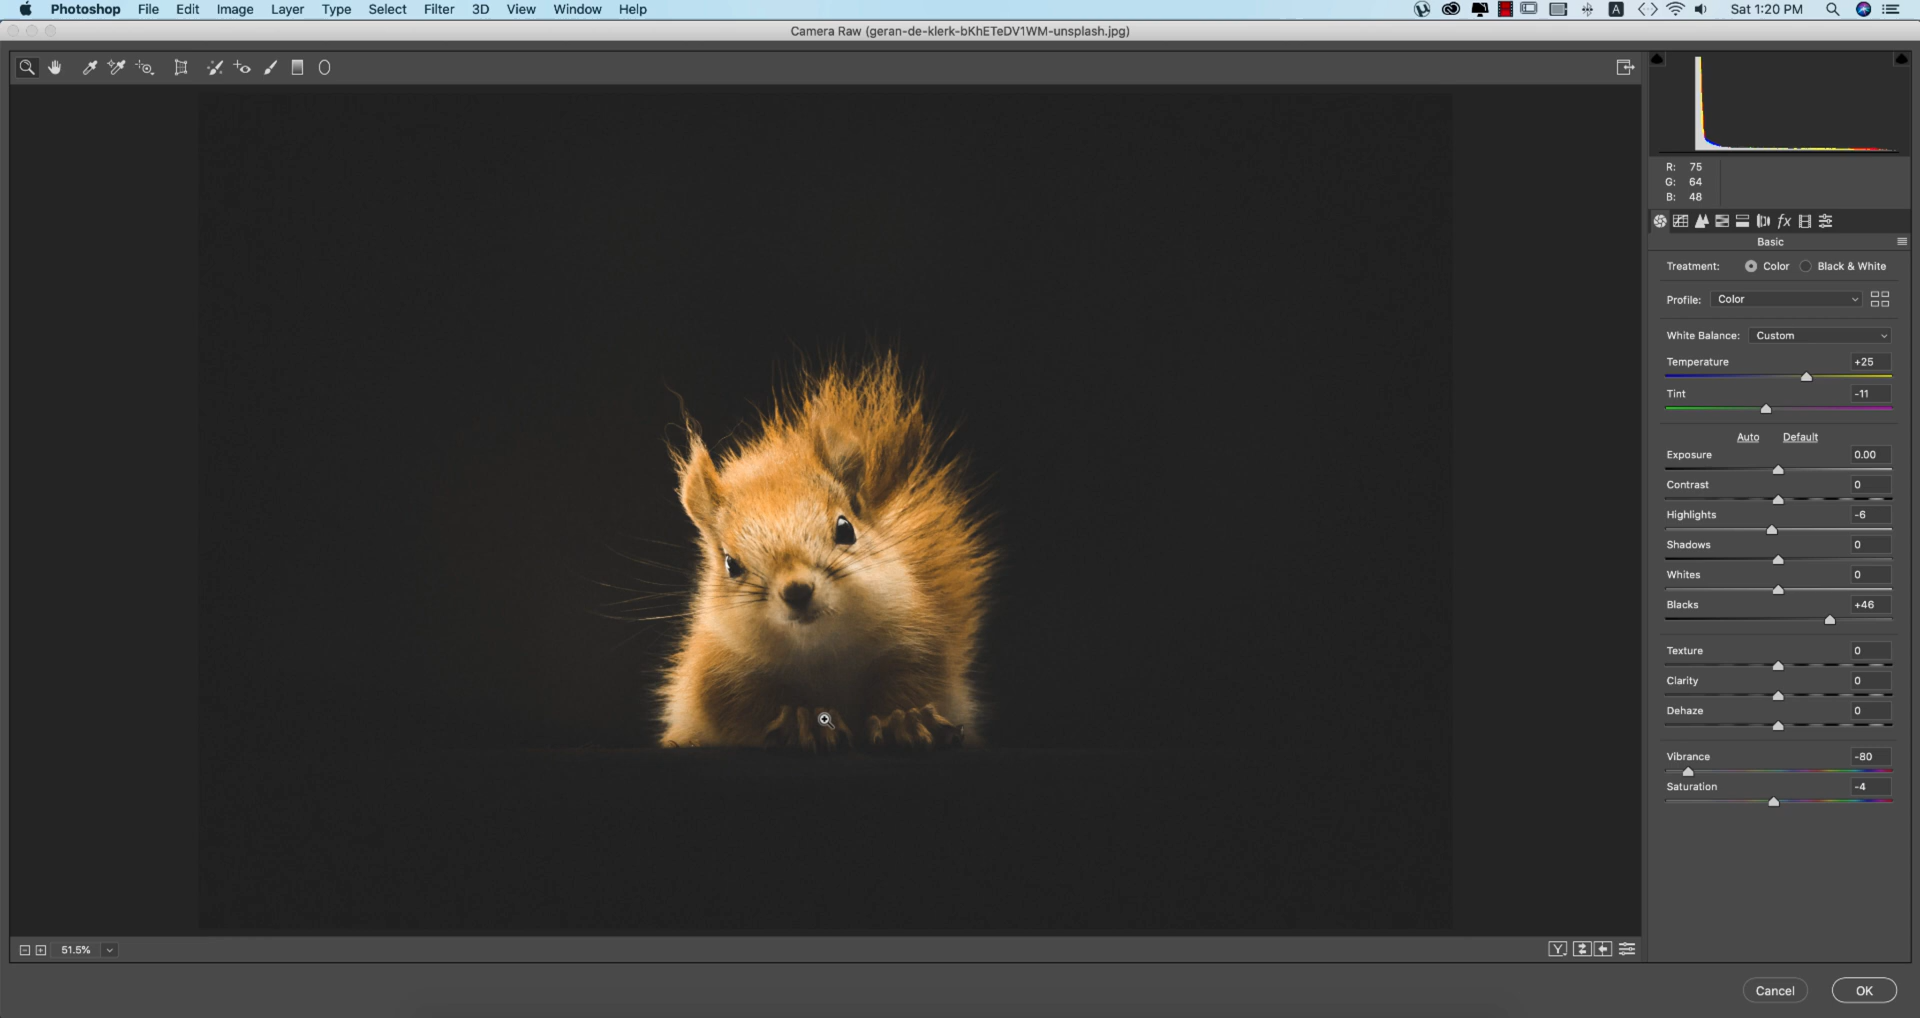 Photoshop File Edit Image Layer Type Select Filter 3D View Window Help A Sat 1:20 PM
Camera Raw (geran-de-klerk-bKhETeDV1WM-unsplash.jpg)
R: 75
G: 64
B: 48
fx
Basic
Treatment: Color Black & White
Profile: Color
White Balance: Custom
Temperature +25
Tint -11
Auto Default
Exposure 0.00
Contrast 0
Highlights -6
Shadows 0
Whites 0
Blacks +46
Texture 0
Clarity 0
Dehaze 0
Vibrance -80
Saturation -4
51.5% Y
Cancel OK